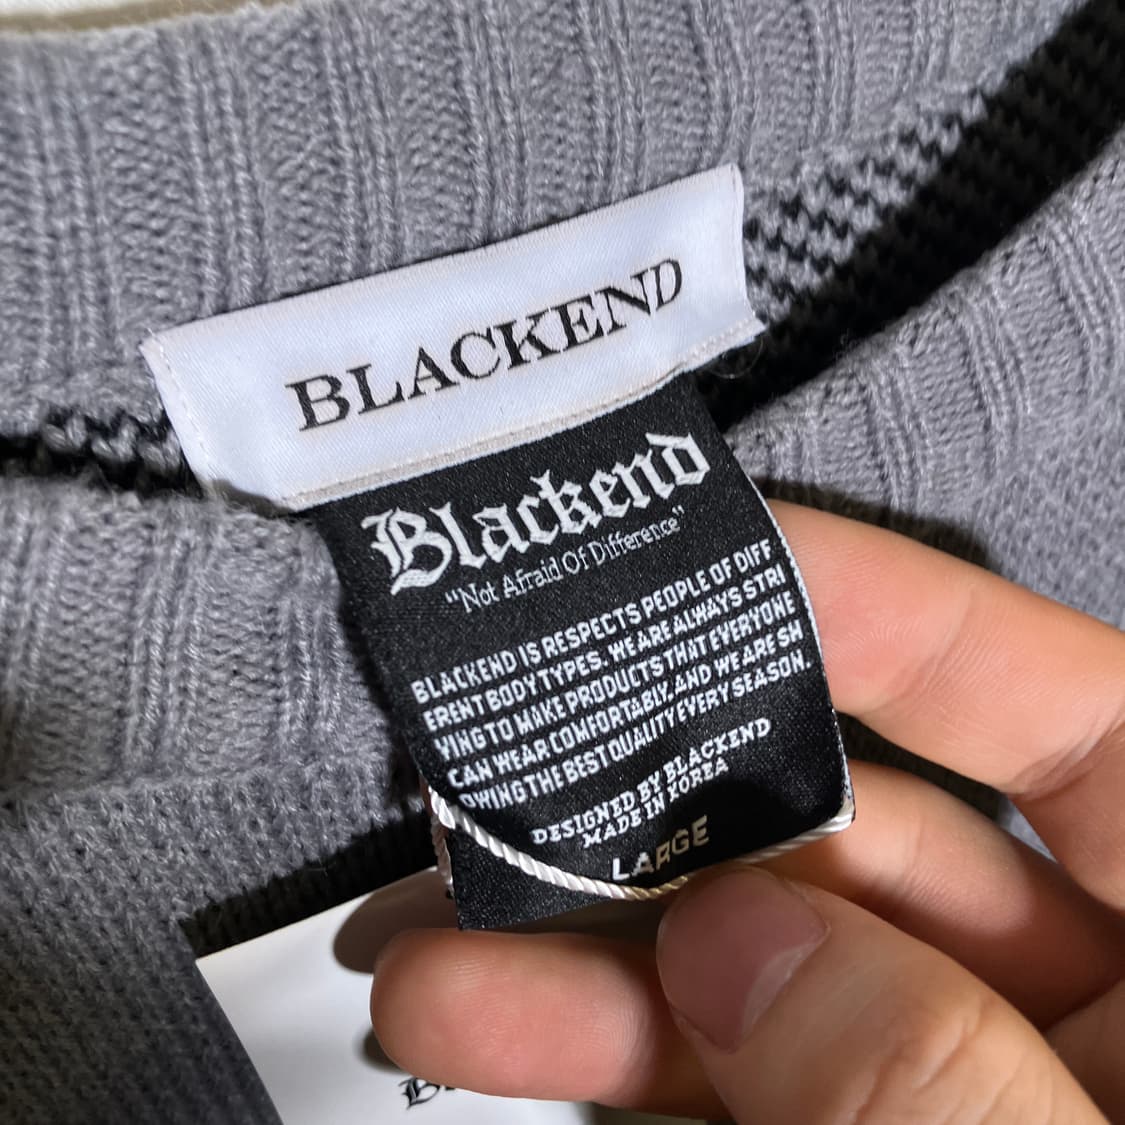 BLACKEND
Blackend
"Not Afraid Of Difference"
BLACKEND IS RESPECTS PEOPLE OF DIFF
ERENT BODY TYPES. WE ARE ALWAYS STRI
VING TO MAKE PRODUCTS THAT EVERYONE
CAN WEAR COMFORTABLY. AND WE ARE SH
OWING THE BEST QUALITY EVERY SEASON.
DESIGNED BY BLACKEND
MADE IN KOREA
LARGE